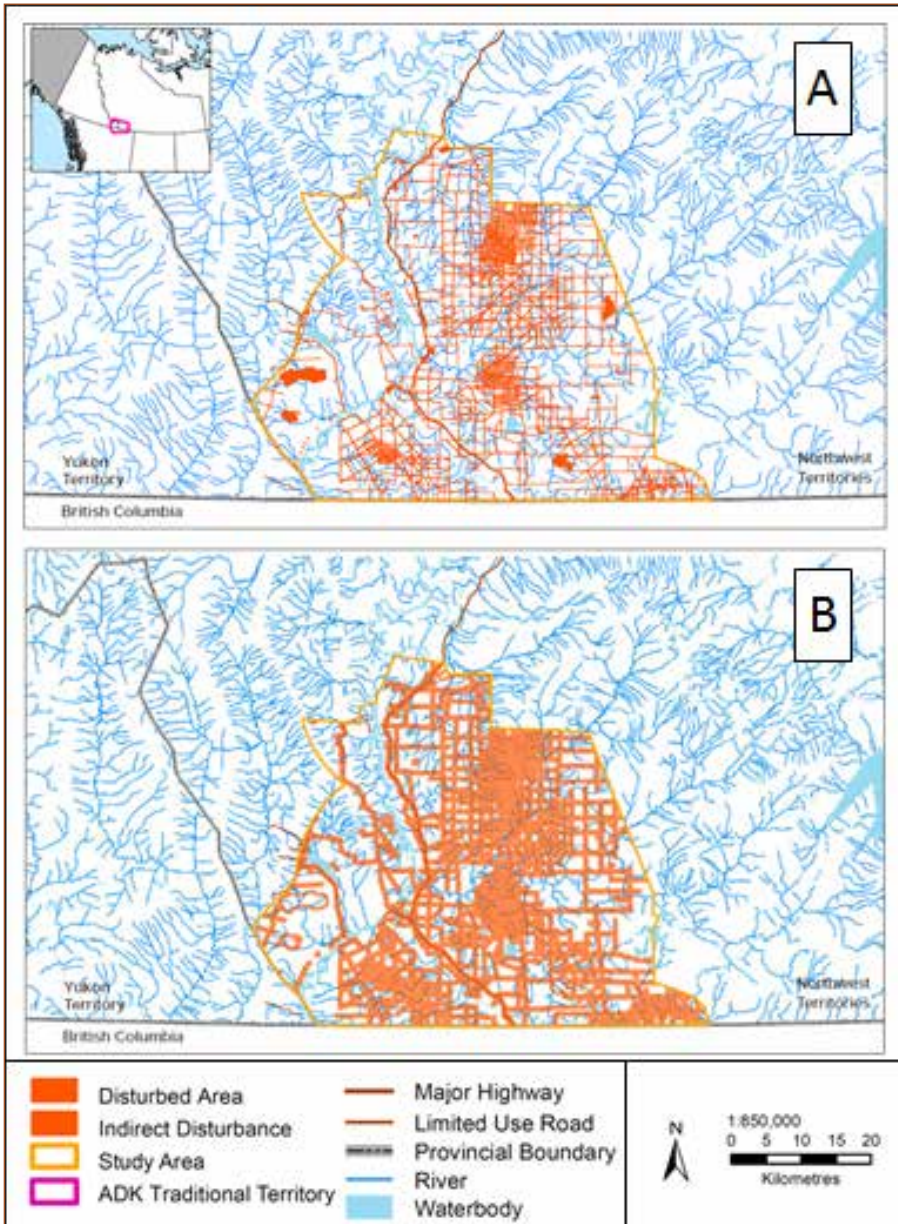 A
Yukon
Territory
Northwest
Territories
British Columbia
B
Yukon
Territory
Northwest
Territories
British Columbia
Disturbed Area
Indirect Disturbance
Study Area
ADK Traditional Territory
Major Highway
Limited Use Road
Provincial Boundary
River
Waterbody
N
1:650,000
0 5 10 15 20
Kilometres